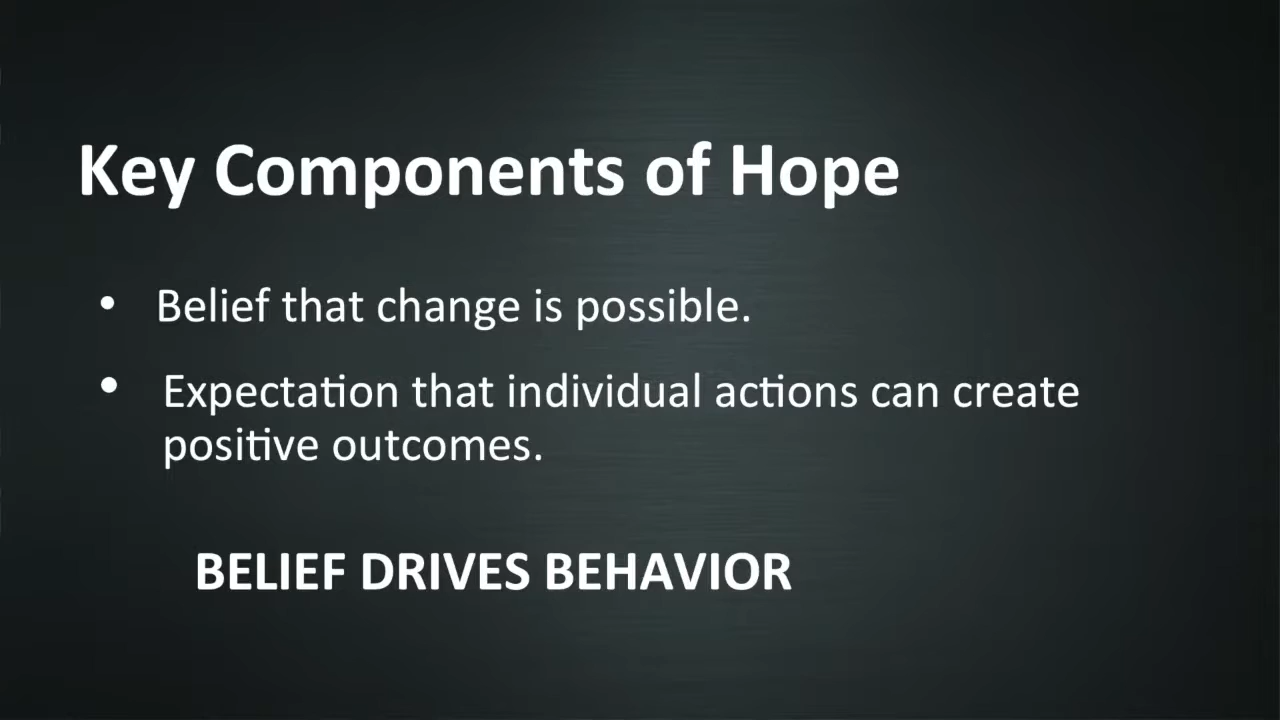 Key Components of Hope
• Belief that change is possible.
• Expectation that individual actions can create
positive outcomes.
BELIEF DRIVES BEHAVIOR